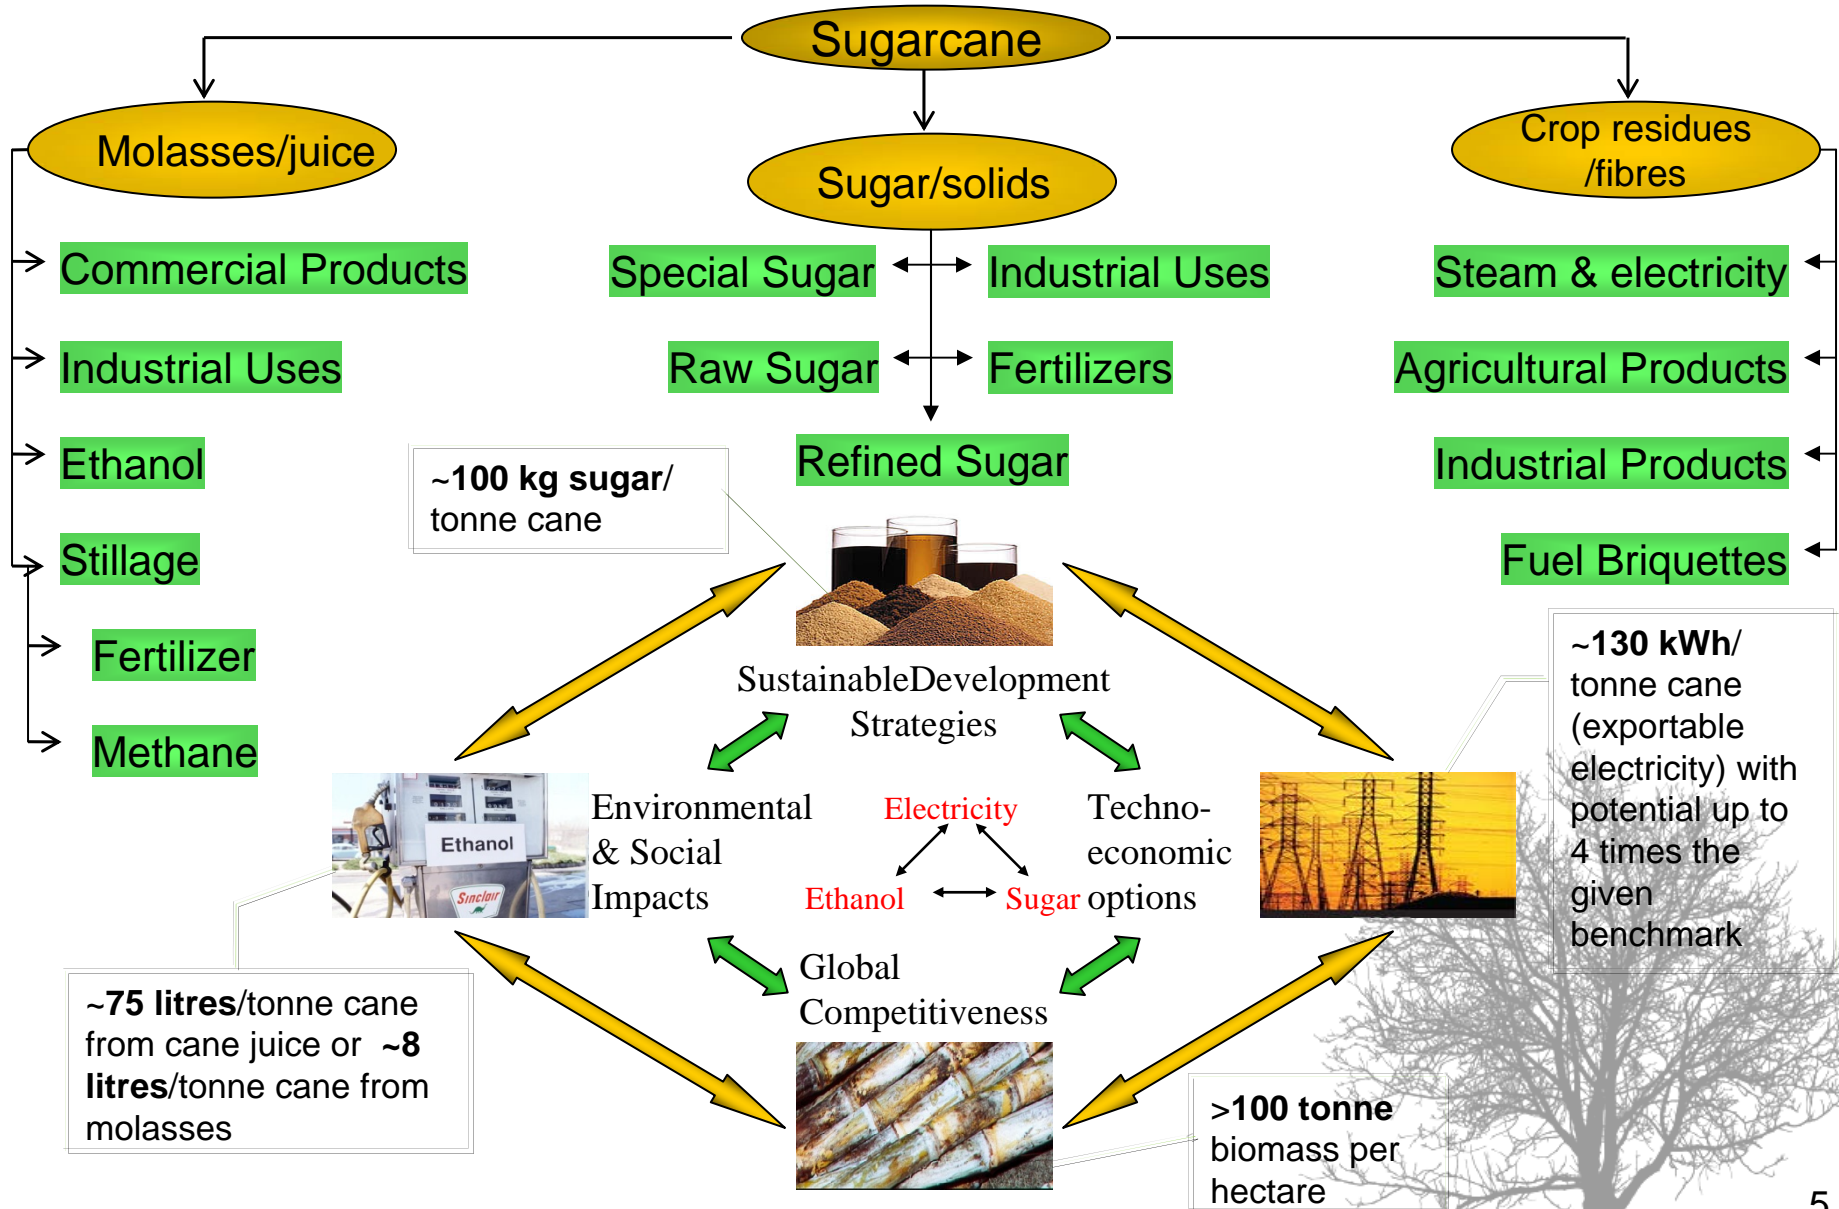 Sugarcane
Molasses/juice
Sugar/solids
Crop residues
/fibres
Commercial Products
Industrial Uses
Ethanol
Stillage
Fertilizer
Methane
Special Sugar
Industrial Uses
Raw Sugar
Fertilizers
Refined Sugar
Steam & electricity
Agricultural Products
Industrial Products
Fuel Briquettes
~100 kg sugar/
tonne cane
~130 kWh/
tonne cane
(exportable
electricity) with
potential up to
4 times the
given
benchmark
SustainableDevelopment
Strategies
Environmental
& Social
Impacts
Electricity
Ethanol
Sugar
Techno-
economic
options
Global
Competitiveness
Ethanol
Sinclair
~75 litres/tonne cane
from cane juice or ~8
litres/tonne cane from
molasses
>100 tonne
biomass per
hectare
5